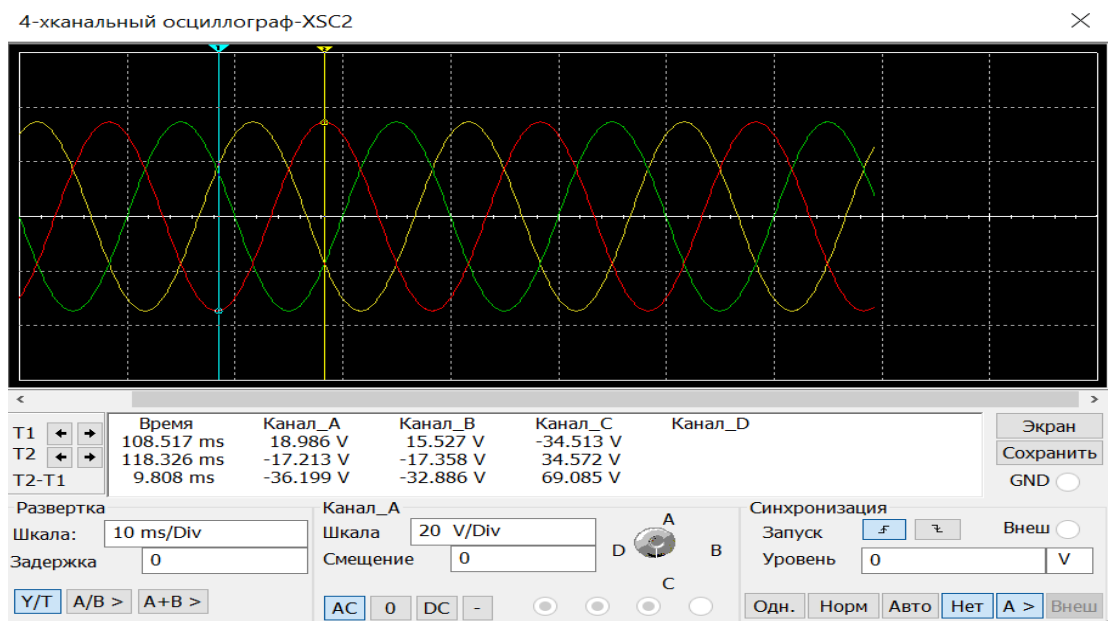 4-хканальный осциллограф-XSC2
1 2
Время Канал_A Канал_B Канал_C Канал_D
T1 108.517 ms 18.986 V 15.527 V -34.513 V
T2 118.326 ms -17.213 V -17.358 V 34.572 V
T2-T1 9.808 ms -36.199 V -32.886 V 69.085 V
Экран
Сохранить
GND
Развертка
Шкала: 10 ms/Div
Задержка 0
Y/T A/B > A+B >
Канал_A
Шкала 20 V/Div
Смещение 0
AC 0 DC -
A
D B
C
Синхронизация
Запуск Внеш
Уровень 0 V
Одн. Норм Авто Нет A > Внеш